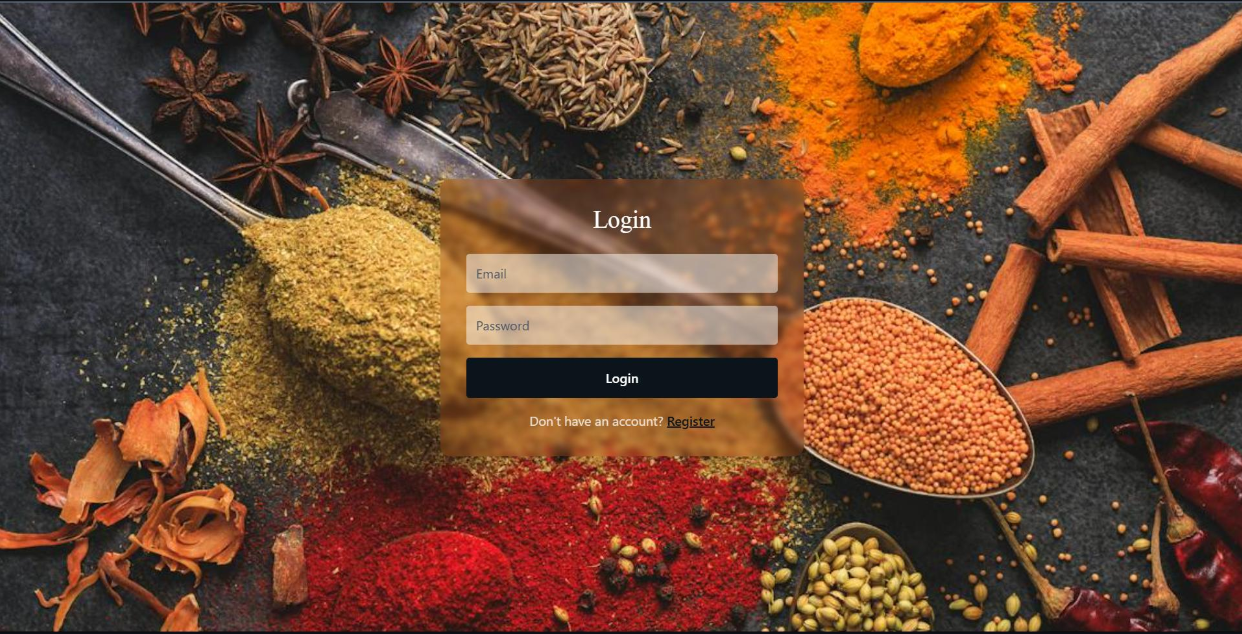 Login
Email
Password
Login
Don't have an account? Register